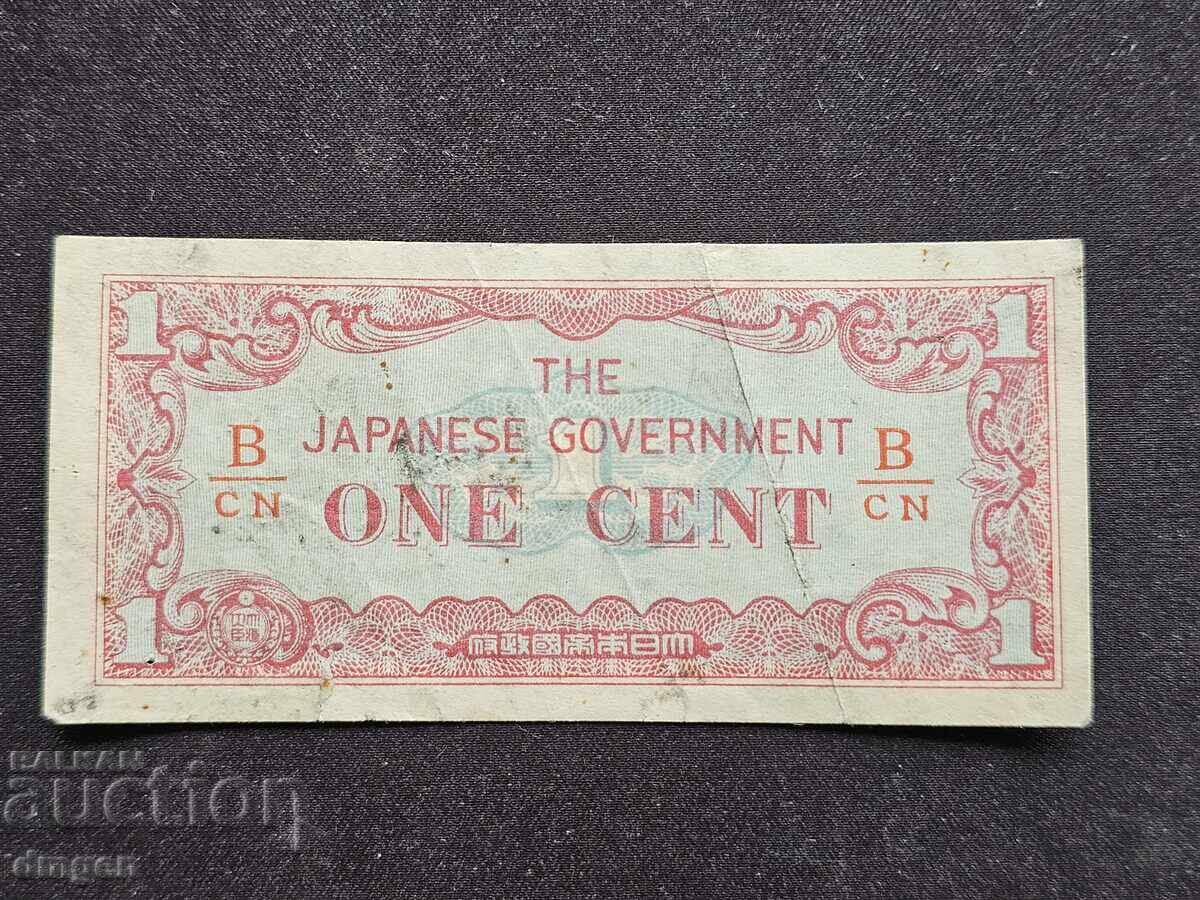 1 1
THE
JAPANESE GOVERNMENT
B B
CN CN
ONE CENT
1 1
府政國帝本日大
BALKAN
auction
dingen